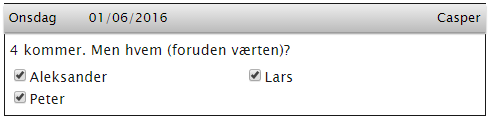 Onsdag 01/06/2016 Casper
4 kommer. Men hvem (foruden værten)?
Aleksander Lars
Peter